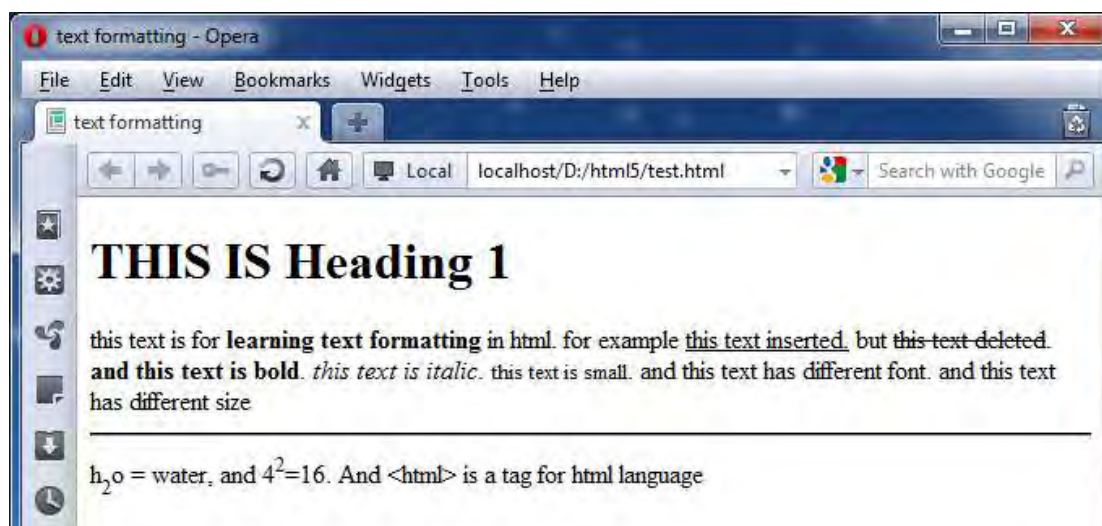 text formatting - Opera
File Edit View Bookmarks Widgets Tools Help
text formatting
Local localhost/D:/html5/test.html Search with Google
THIS IS Heading 1
this text is for learning text formatting in html. for example this text inserted. but this text deleted.
and this text is bold. this text is italic. this text is small. and this text has different font. and this text
has different size
h₂o = water, and 4²=16. And <html> is a tag for html language